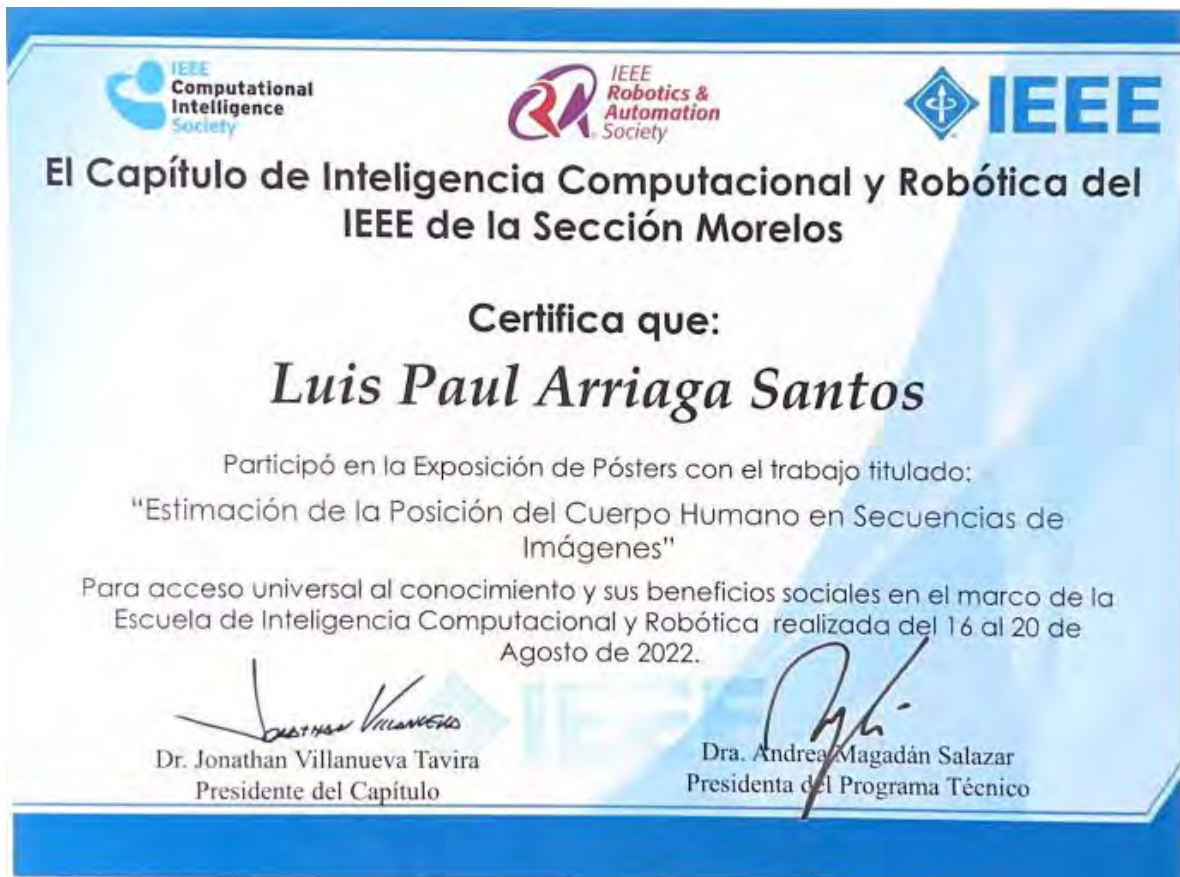 IEEE
Computational
Intelligence
Society
IEEE
Robotics &
Automation
Society
IEEE
El Capítulo de Inteligencia Computacional y Robótica del
IEEE de la Sección Morelos
Certifica que:
Luis Paul Arriaga Santos
Participó en la Exposición de Pósters con el trabajo titulado:
"Estimación de la Posición del Cuerpo Humano en Secuencias de
Imágenes"
Para acceso universal al conocimiento y sus beneficios sociales en el marco de la
Escuela de Inteligencia Computacional y Robótica realizada del 16 al 20 de
Agosto de 2022.
IEEE
Jonathan Villanueva
Dr. Jonathan Villanueva Tavira
Presidente del Capítulo
Dra. Andrea Magadán Salazar
Presidenta del Programa Técnico